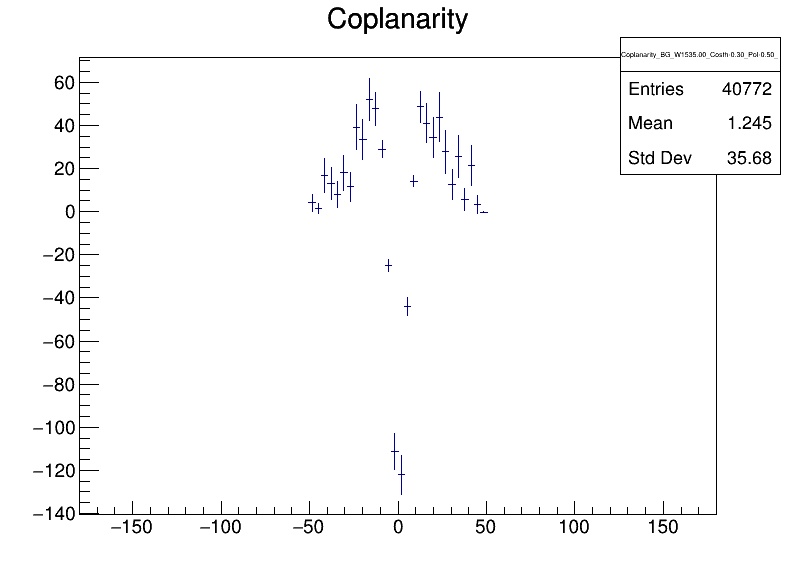 Coplanarity
Coplanarity_BG_W1535.00_Costh-0.30_Pol-0.50_
Entries 40772
Mean 1.245
Std Dev 35.68
60
40
20
0
−20
−40
−60
−80
−100
−120
−140
−150 −100 −50 0 50 100 150